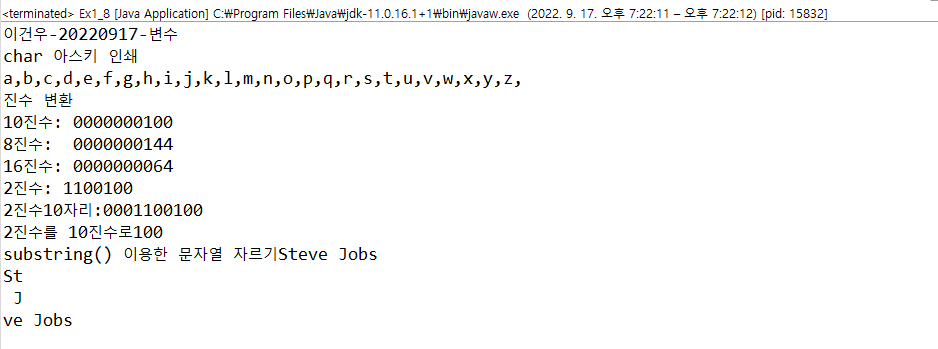 <terminated> Ex1_8 [Java Application] C:₩Program Files₩Java₩jdk-11.0.16.1+1₩bin₩javaw.exe  (2022. 9. 17. 오후 7:22:11 – 오후 7:22:12) [pid: 15832]
이건우-20220917-변수
char 아스키 인쇄
a,b,c,d,e,f,g,h,i,j,k,l,m,n,o,p,q,r,s,t,u,v,w,x,y,z,
진수 변환
10진수: 0000000100
8진수:  0000000144
16진수: 0000000064
2진수: 1100100
2진수10자리:0001100100
2진수를 10진수로100
substring() 이용한 문자열 자르기Steve Jobs
St
 J
ve Jobs